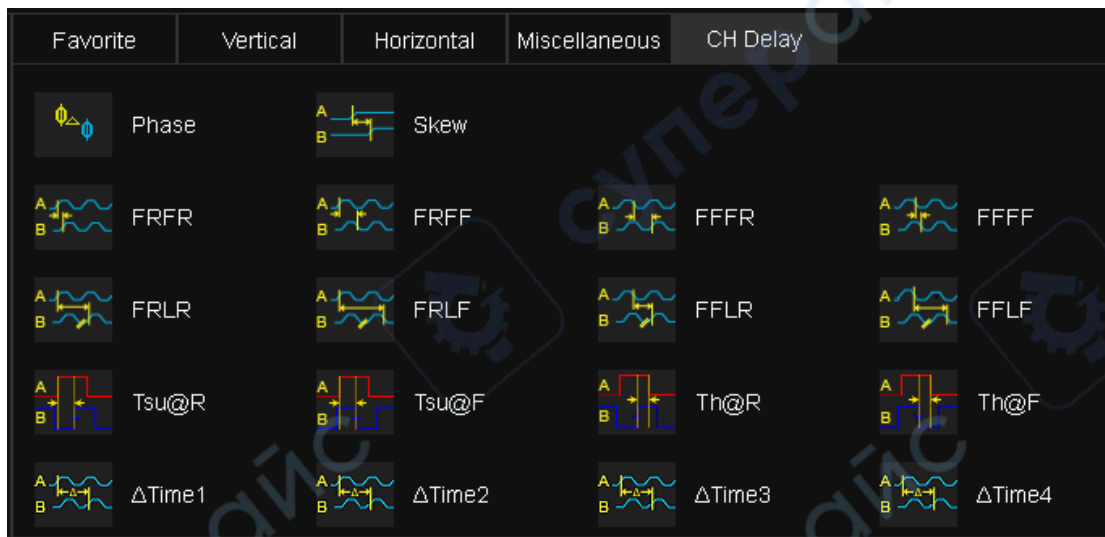 Favorite Vertical Horizontal Miscellaneous CH Delay
Phase A B Skew
A B FRFR A B FRFF A B FFFR A B FFFF
A B FRLR A B FRLF A B FFLR A B FFLF
A B Tsu@R A B Tsu@F A B Th@R A B Th@F
A B ΔTime1 A B ΔTime2 A B ΔTime3 A B ΔTime4